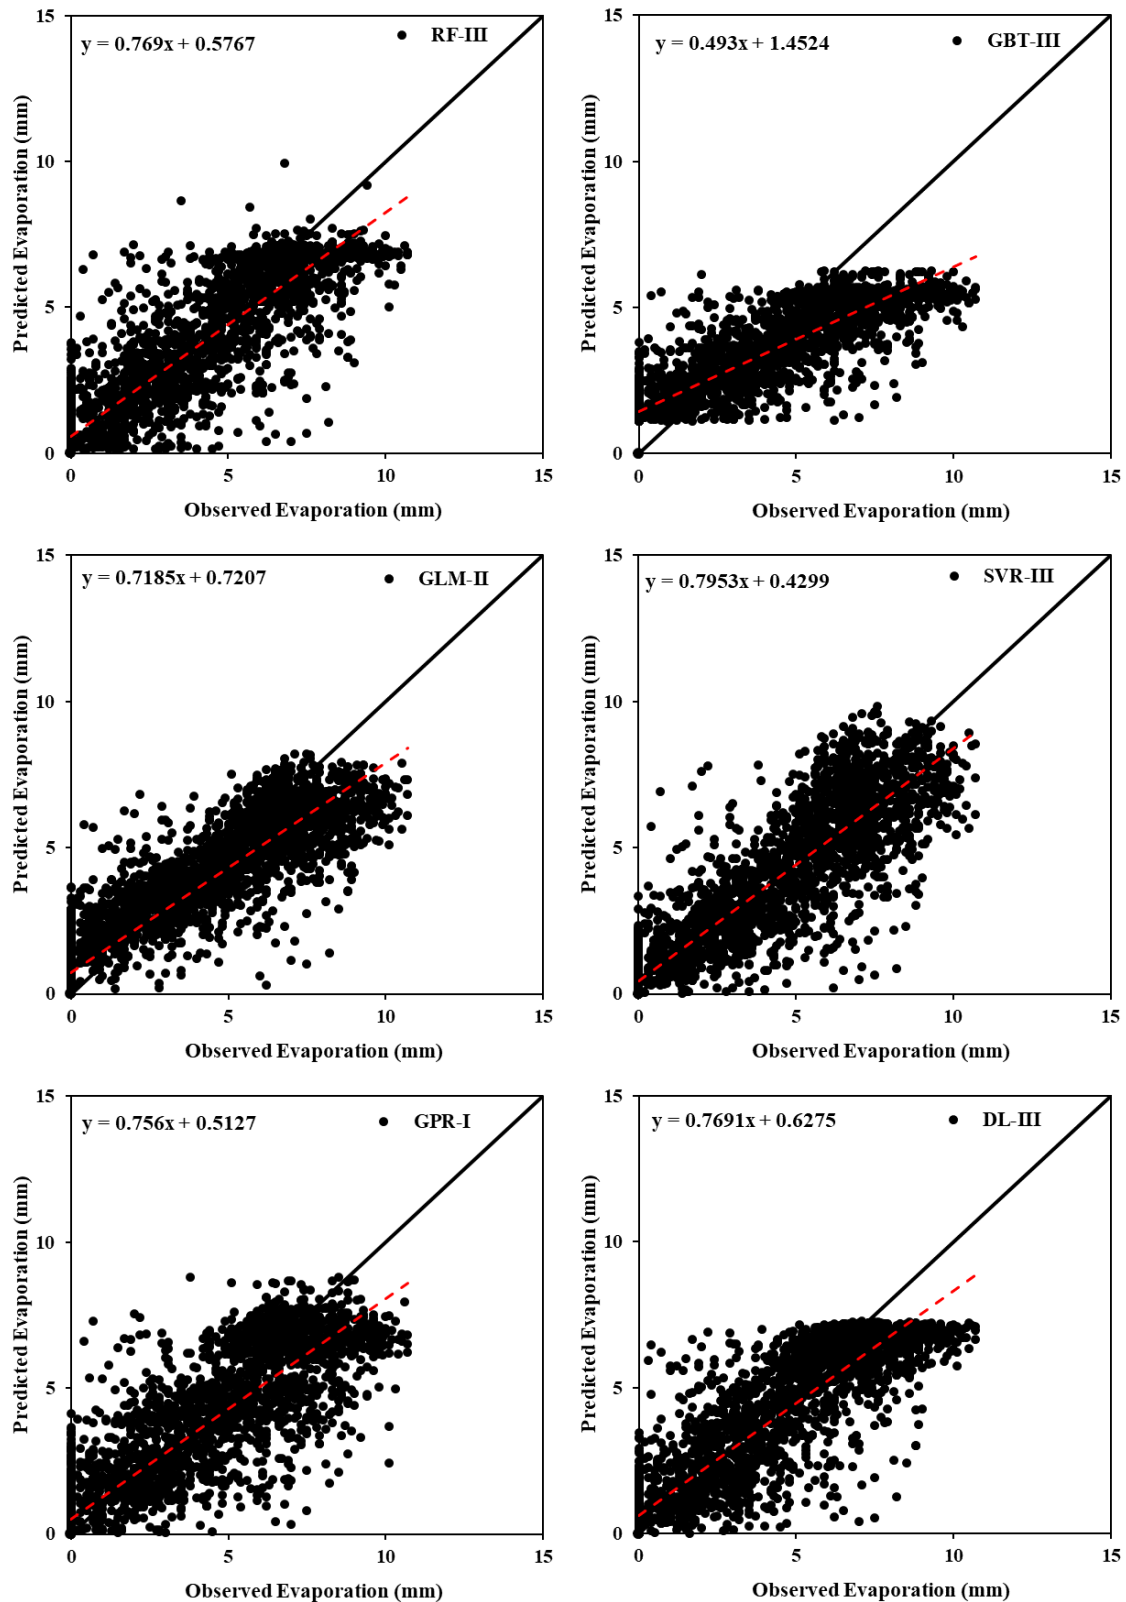 15
y = 0.769x + 0.5767
RF-III
10
5
0
0
5
10
15
Predicted Evaporation (mm)
Observed Evaporation (mm)
15
y = 0.493x + 1.4524
GBT-III
10
5
0
0
5
10
15
Predicted Evaporation (mm)
Observed Evaporation (mm)
15
y = 0.7185x + 0.7207
GLM-II
10
5
0
0
5
10
15
Predicted Evaporation (mm)
Observed Evaporation (mm)
15
y = 0.7953x + 0.4299
SVR-III
10
5
0
0
5
10
15
Predicted Evaporation (mm)
Observed Evaporation (mm)
15
y = 0.756x + 0.5127
GPR-I
10
5
0
0
5
10
15
Predicted Evaporation (mm)
Observed Evaporation (mm)
15
y = 0.7691x + 0.6275
DL-III
10
5
0
0
5
10
15
Predicted Evaporation (mm)
Observed Evaporation (mm)